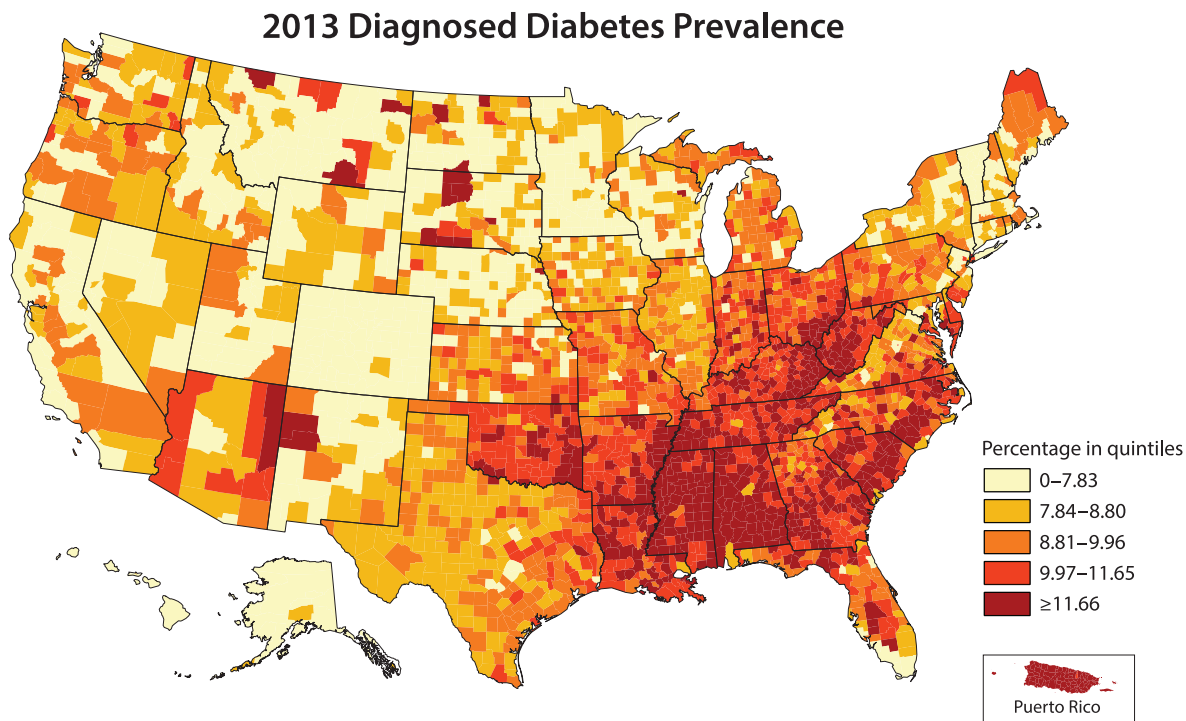 2013 Diagnosed Diabetes Prevalence
Percentage in quintiles
0–7.83
7.84–8.80
8.81–9.96
9.97–11.65
≥11.66
Puerto Rico